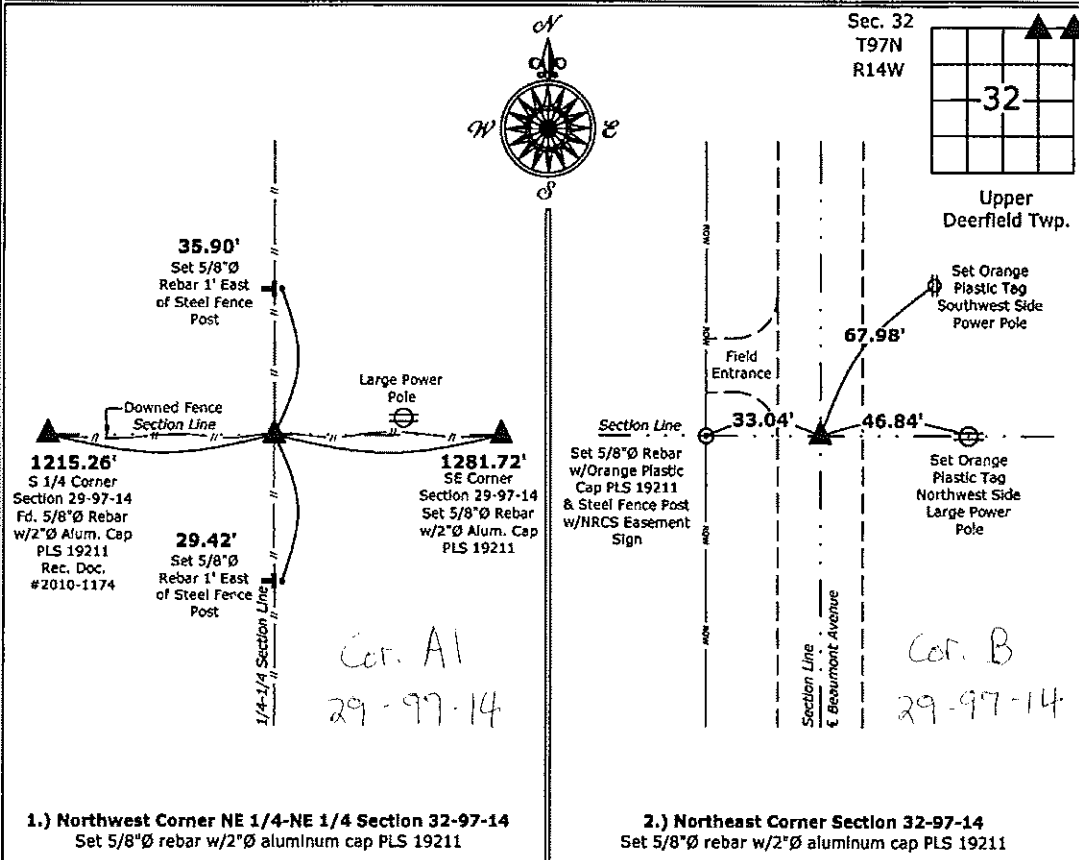 N
W
E
S
Sec. 32
T97N
R14W
32
Upper
Deerfield Twp.
35.90'
Set 5/8"Ø
Rebar 1' East
of Steel Fence
Post
Downed Fence
Section Line
Large Power
Pole
1215.26'
S 1/4 Corner
Section 29-97-14
Fd. 5/8"Ø Rebar
w/2"Ø Alum. Cap
PLS 19211
Rec. Doc.
#2010-1174
1281.72'
SE Corner
Section 29-97-14
Set 5/8"Ø Rebar
w/2"Ø Alum. Cap
PLS 19211
29.42'
Set 5/8"Ø
Rebar 1' East
of Steel Fence
Post
1/4-1/4 Section Line
Cor. A1
29-97-14
1.) Northwest Corner NE 1/4-NE 1/4 Section 32-97-14
Set 5/8"Ø rebar w/2"Ø aluminum cap PLS 19211
ROW
ROW
ROW
ROW
Field
Entrance
67.98'
Set Orange
Plastic Tag
Southwest Side
Power Pole
Section Line
33.04'
46.84'
Set 5/8"Ø Rebar
w/Orange Plastic
Cap PLS 19211
& Steel Fence Post
w/NRCS Easement
Sign
Set Orange
Plastic Tag
Northwest Side
Large Power
Pole
Section Line
℄ Beaumont Avenue
Cor. B
29-97-14
2.) Northeast Corner Section 32-97-14
Set 5/8"Ø rebar w/2"Ø aluminum cap PLS 19211